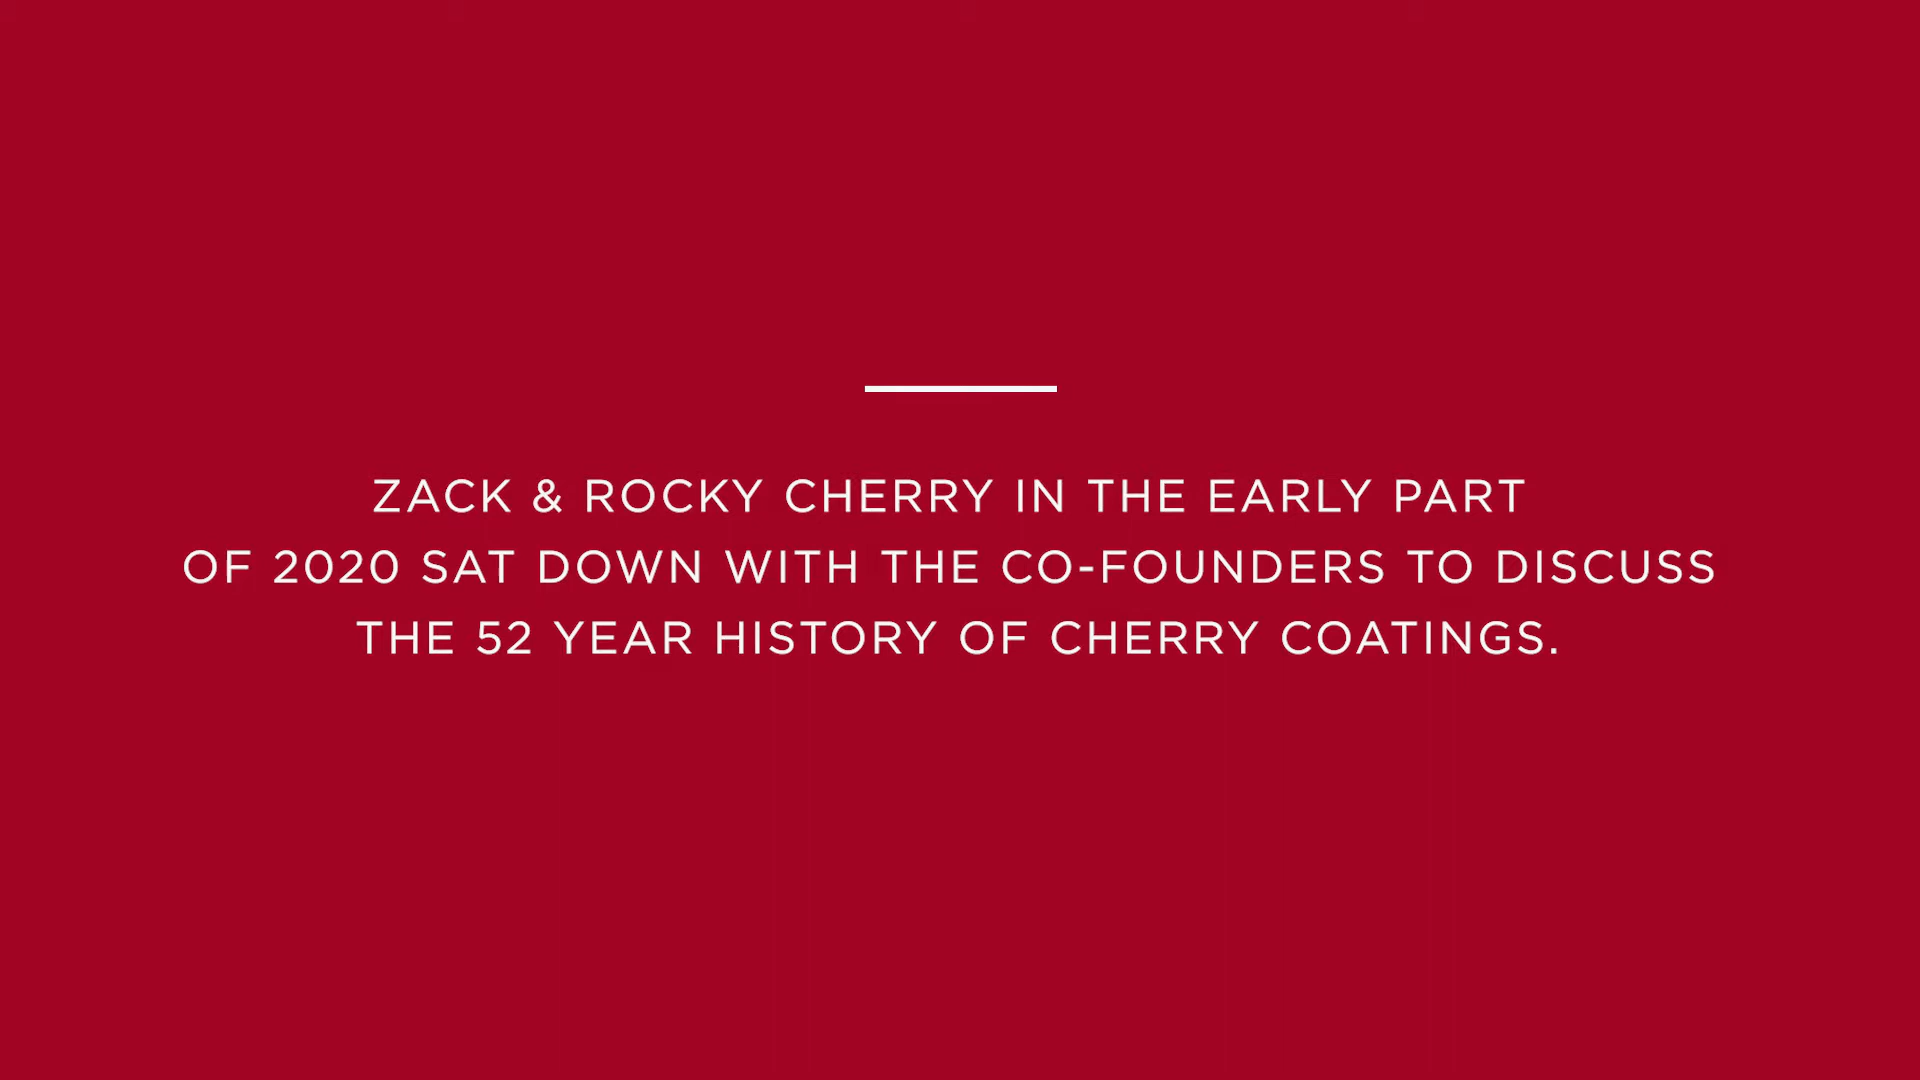 ZACK & ROCKY CHERRY IN THE EARLY PART
OF 2020 SAT DOWN WITH THE CO-FOUNDERS TO DISCUSS
THE 52 YEAR HISTORY OF CHERRY COATINGS.